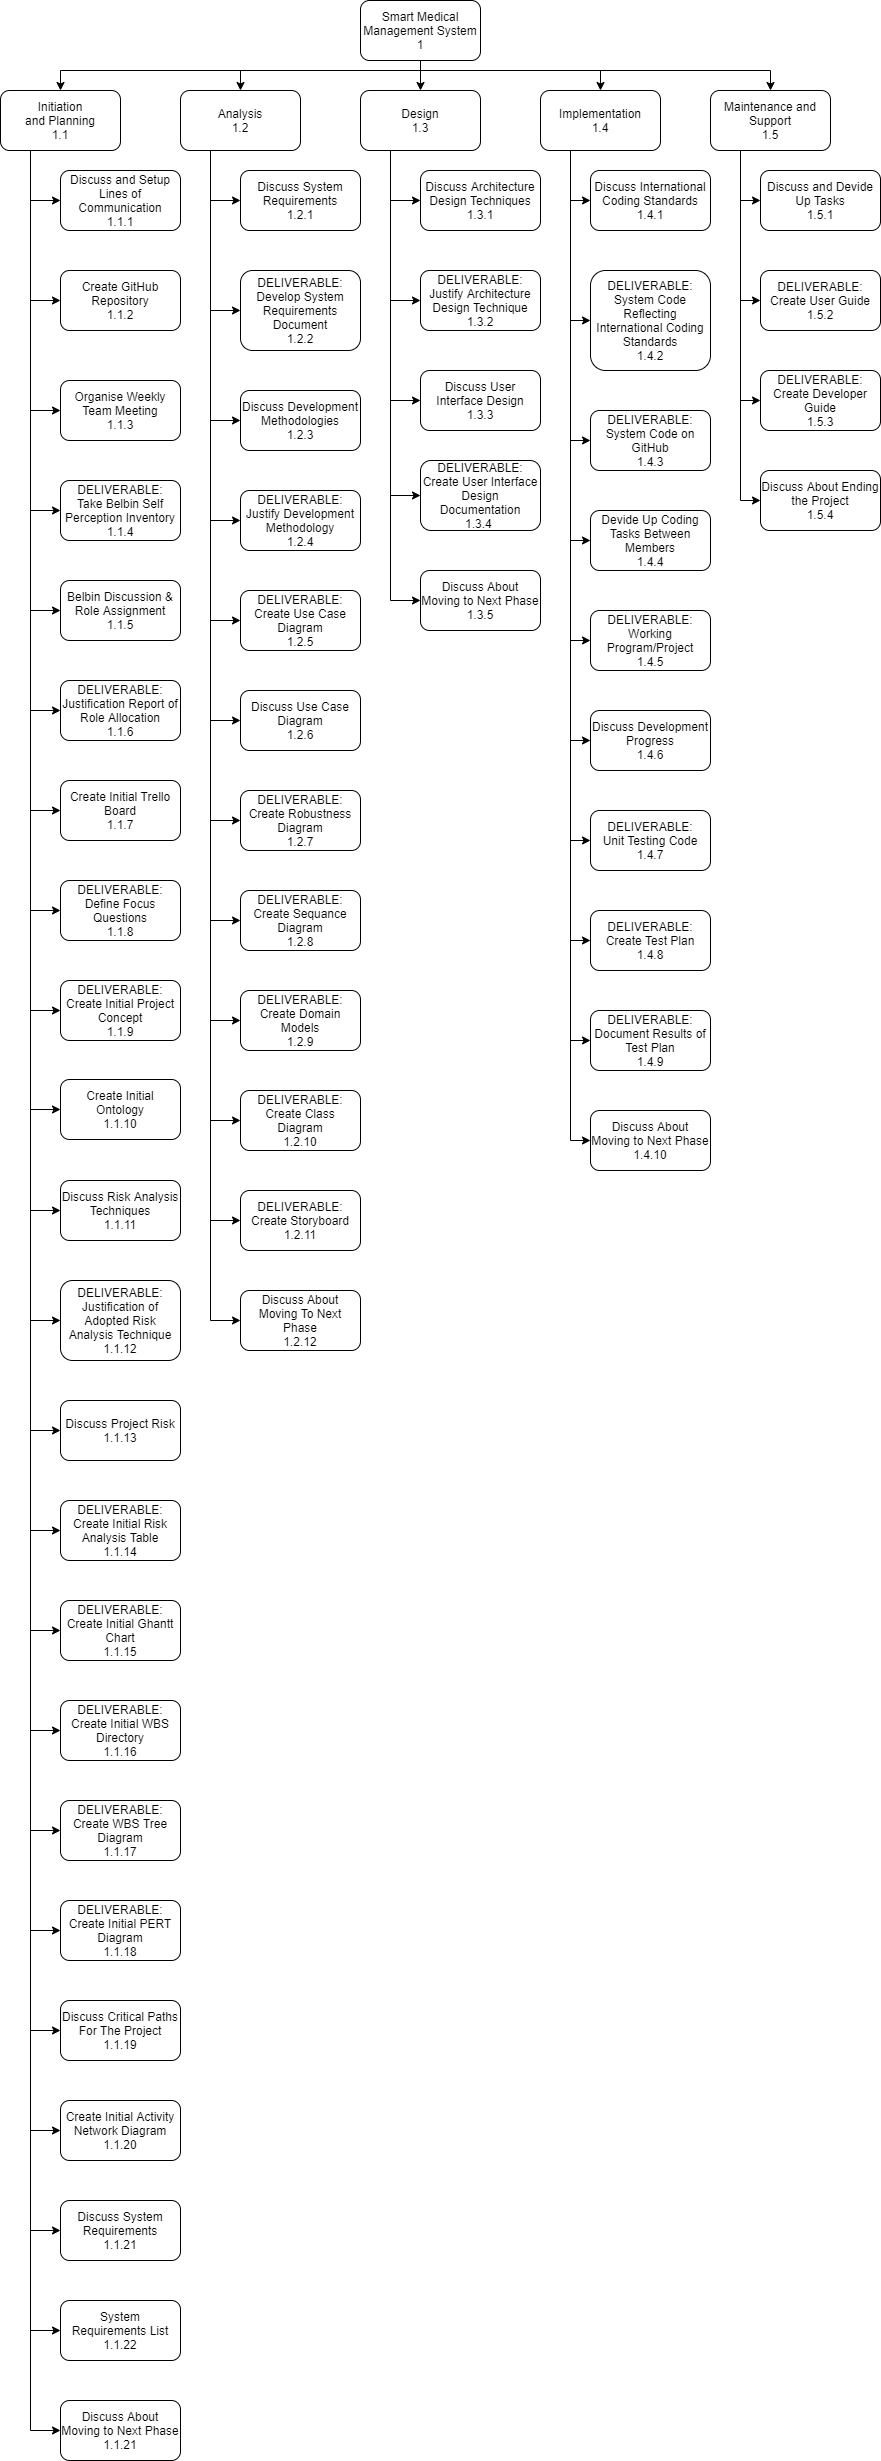 Smart Medical
Management System
1
Initiation
and Planning
1.1
Analysis
1.2
Design
1.3
Implementation
1.4
Maintenance and
Support
1.5
Discuss and Setup
Lines of
Communication
1.1.1
Create GitHub
Repository
1.1.2
Organise Weekly
Team Meeting
1.1.3
DELIVERABLE:
Take Belbin Self
Perception Inventory
1.1.4
Belbin Discussion &
Role Assignment
1.1.5
DELIVERABLE:
Justification Report of
Role Allocation
1.1.6
Create Initial Trello
Board
1.1.7
DELIVERABLE:
Define Focus
Questions
1.1.8
DELIVERABLE:
Create Initial Project
Concept
1.1.9
Create Initial
Ontology
1.1.10
Discuss Risk Analysis
Techniques
1.1.11
DELIVERABLE:
Justification of
Adopted Risk
Analysis Technique
1.1.12
Discuss Project Risk
1.1.13
DELIVERABLE:
Create Initial Risk
Analysis Table
1.1.14
DELIVERABLE:
Create Initial Ghantt
Chart
1.1.15
DELIVERABLE:
Create Initial WBS
Directory
1.1.16
DELIVERABLE:
Create WBS Tree
Diagram
1.1.17
DELIVERABLE:
Create Initial PERT
Diagram
1.1.18
Discuss Critical Paths
For The Project
1.1.19
Create Initial Activity
Network Diagram
1.1.20
Discuss System
Requirements
1.1.21
System
Requirements List
1.1.22
Discuss About
Moving to Next Phase
1.1.21
Discuss System
Requirements
1.2.1
DELIVERABLE:
Develop System
Requirements
Document
1.2.2
Discuss Development
Methodologies
1.2.3
DELIVERABLE:
Justify Development
Methodology
1.2.4
DELIVERABLE:
Create Use Case
Diagram
1.2.5
Discuss Use Case
Diagram
1.2.6
DELIVERABLE:
Create Robustness
Diagram
1.2.7
DELIVERABLE:
Create Sequance
Diagram
1.2.8
DELIVERABLE:
Create Domain
Models
1.2.9
DELIVERABLE:
Create Class
Diagram
1.2.10
DELIVERABLE:
Create Storyboard
1.2.11
Discuss About
Moving To Next
Phase
1.2.12
Discuss Architecture
Design Techniques
1.3.1
DELIVERABLE:
Justify Architecture
Design Technique
1.3.2
Discuss User
Interface Design
1.3.3
DELIVERABLE:
Create User Interface
Design
Documentation
1.3.4
Discuss About
Moving to Next Phase
1.3.5
Discuss International
Coding Standards
1.4.1
DELIVERABLE:
System Code
Reflecting
International Coding
Standards
1.4.2
DELIVERABLE:
System Code on
GitHub
1.4.3
Devide Up Coding
Tasks Between
Members
1.4.4
DELIVERABLE:
Working
Program/Project
1.4.5
Discuss Development
Progress
1.4.6
DELIVERABLE:
Unit Testing Code
1.4.7
DELIVERABLE:
Create Test Plan
1.4.8
DELIVERABLE:
Document Results of
Test Plan
1.4.9
Discuss About
Moving to Next Phase
1.4.10
Discuss and Devide
Up Tasks
1.5.1
DELIVERABLE:
Create User Guide
1.5.2
DELIVERABLE:
Create Developer
Guide
1.5.3
Discuss About Ending
the Project
1.5.4